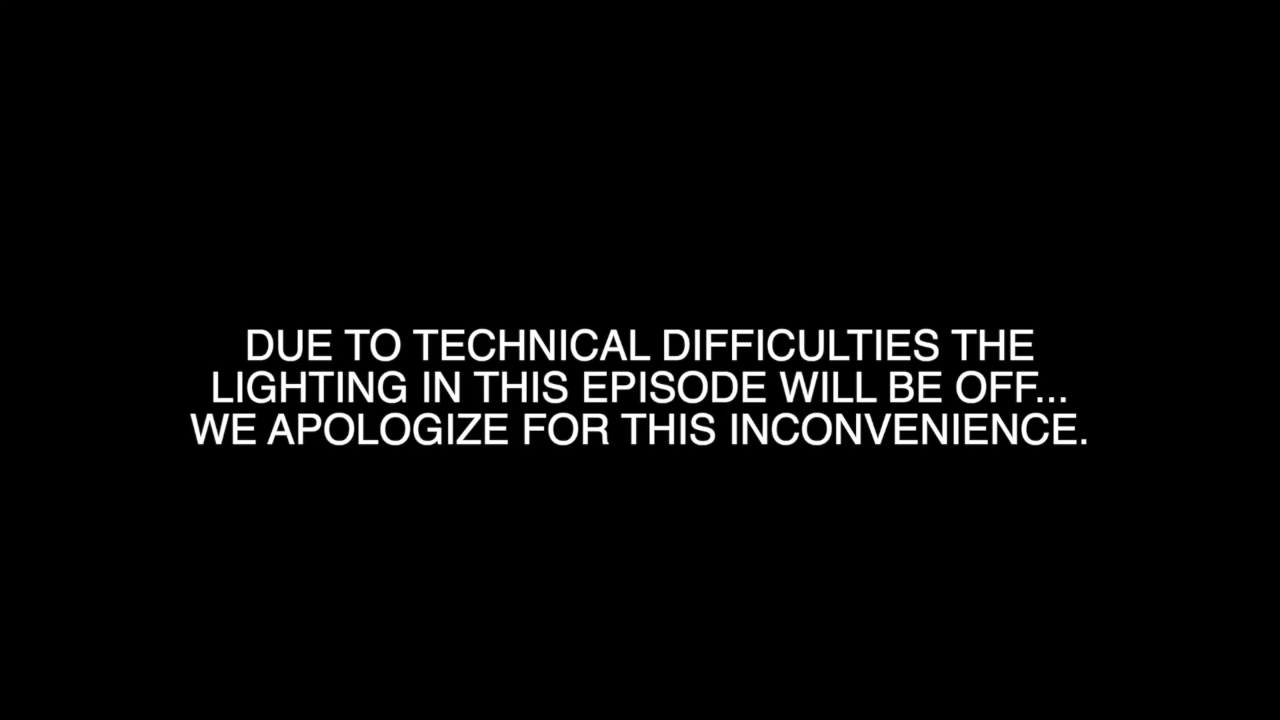 DUE TO TECHNICAL DIFFICULTIES THE
LIGHTING IN THIS EPISODE WILL BE OFF...
WE APOLOGIZE FOR THIS INCONVENIENCE.